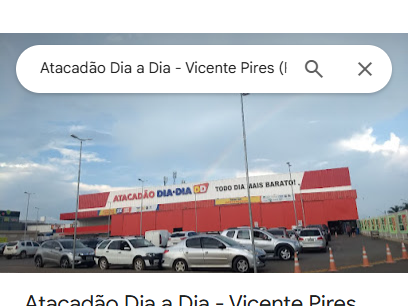 Atacadão Dia a Dia - Vicente Pires
ATACADÃO DIA·A·DIA DD
TODO DIA MAIS BARATO!
Atacadão Dia a Dia - Vicente Pires